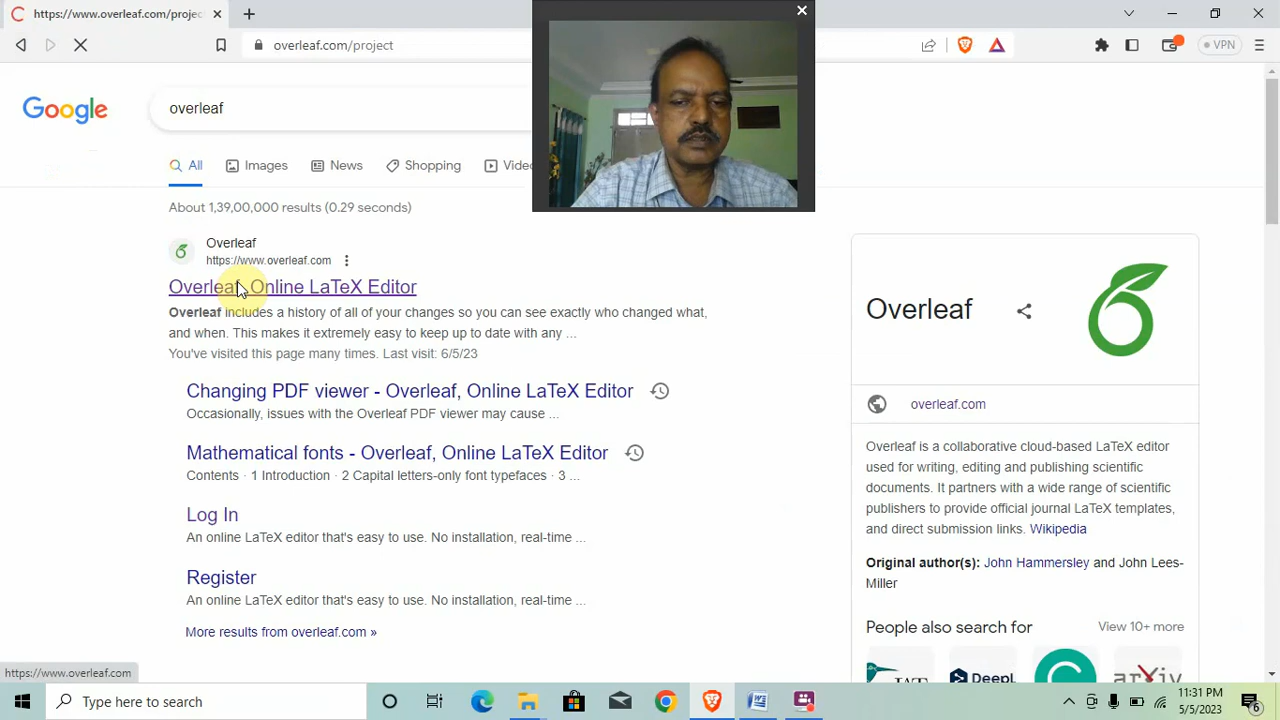 https://www.overleaf.com/projec
overleaf.com/project
VPN
Google
overleaf
All
Images
News
Shopping
Video
About 1,39,00,000 results (0.29 seconds)
Overleaf
https://www.overleaf.com
Overleaf, Online LaTeX Editor
Overleaf includes a history of all of your changes so you can see exactly who changed what,
and when. This makes it extremely easy to keep up to date with any ...
You've visited this page many times. Last visit: 6/5/23
Changing PDF viewer - Overleaf, Online LaTeX Editor
Occasionally, issues with the Overleaf PDF viewer may cause ...
Mathematical fonts - Overleaf, Online LaTeX Editor
Contents · 1 Introduction · 2 Capital letters-only font typefaces · 3 ...
Log In
An online LaTeX editor that's easy to use. No installation, real-time ...
Register
An online LaTeX editor that's easy to use. No installation, real-time ...
More results from overleaf.com »
Overleaf
overleaf.com
Overleaf is a collaborative cloud-based LaTeX editor
used for writing, editing and publishing scientific
documents. It partners with a wide range of scientific
publishers to provide official journal LaTeX templates,
and direct submission links. Wikipedia
Original author(s): John Hammersley and John Lees-
Miller
People also search for
View 10+ more
DeepL
arXiv
https://www.overleaf.com
Type here to search
11:31 PM
5/5/2023
6